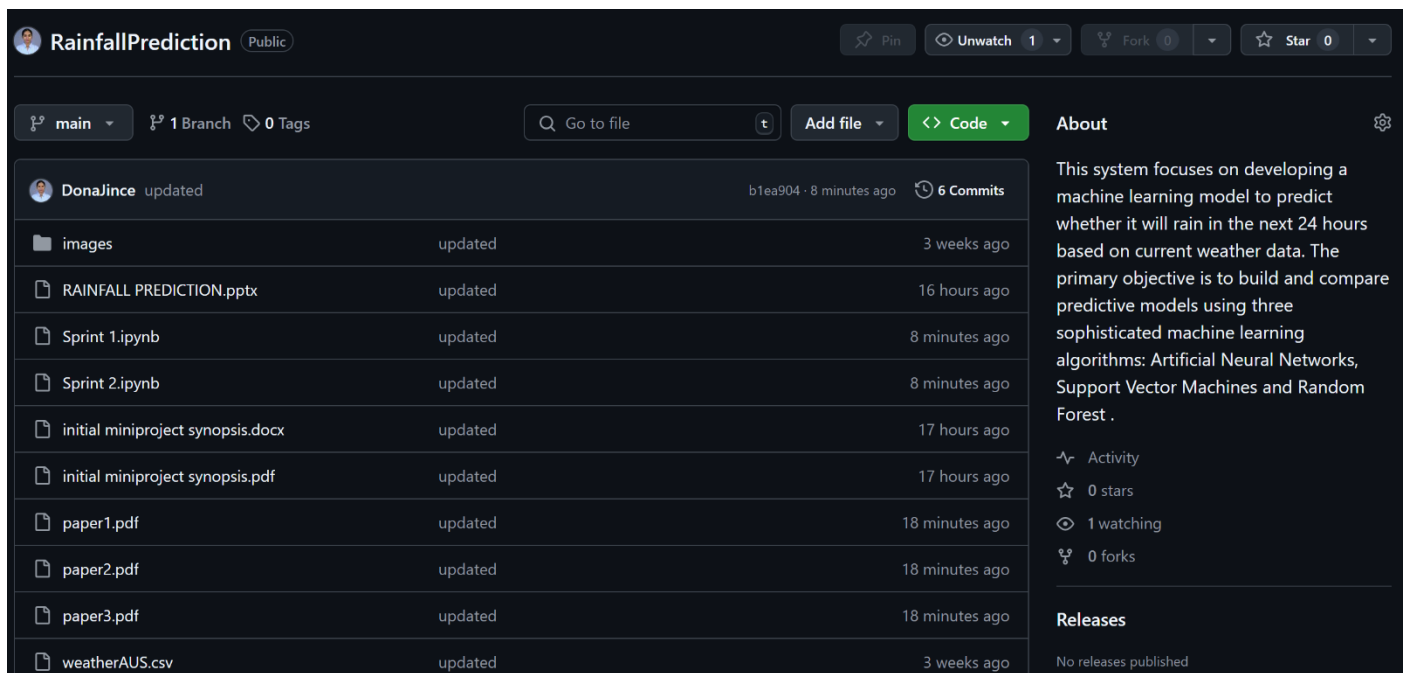 RainfallPrediction Public
Pin Unwatch 1 Fork 0 Star 0
main 1 Branch 0 Tags Go to file t Add file Code
DonaJince updated b1ea904 · 8 minutes ago 6 Commits
images updated 3 weeks ago
RAINFALL PREDICTION.pptx updated 16 hours ago
Sprint 1.ipynb updated 8 minutes ago
Sprint 2.ipynb updated 8 minutes ago
initial miniproject synopsis.docx updated 17 hours ago
initial miniproject synopsis.pdf updated 17 hours ago
paper1.pdf updated 18 minutes ago
paper2.pdf updated 18 minutes ago
paper3.pdf updated 18 minutes ago
weatherAUS.csv updated 3 weeks ago
About
This system focuses on developing a
machine learning model to predict
whether it will rain in the next 24 hours
based on current weather data. The
primary objective is to build and compare
predictive models using three
sophisticated machine learning
algorithms: Artificial Neural Networks,
Support Vector Machines and Random
Forest .
Activity
0 stars
1 watching
0 forks
Releases
No releases published